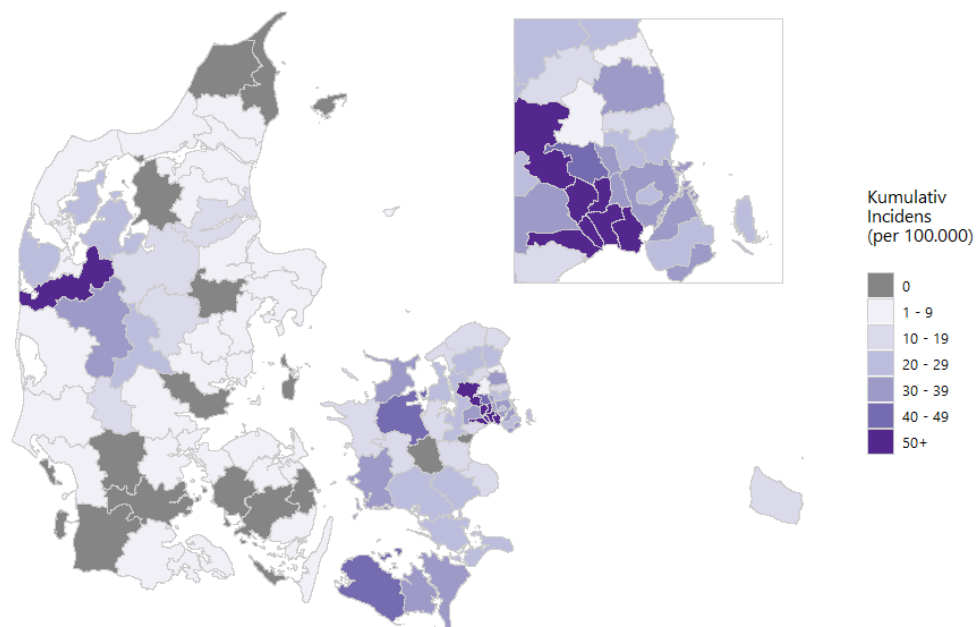 Kumulativ
Incidens
(per 100.000)
0
1 - 9
10 - 19
20 - 29
30 - 39
40 - 49
50+